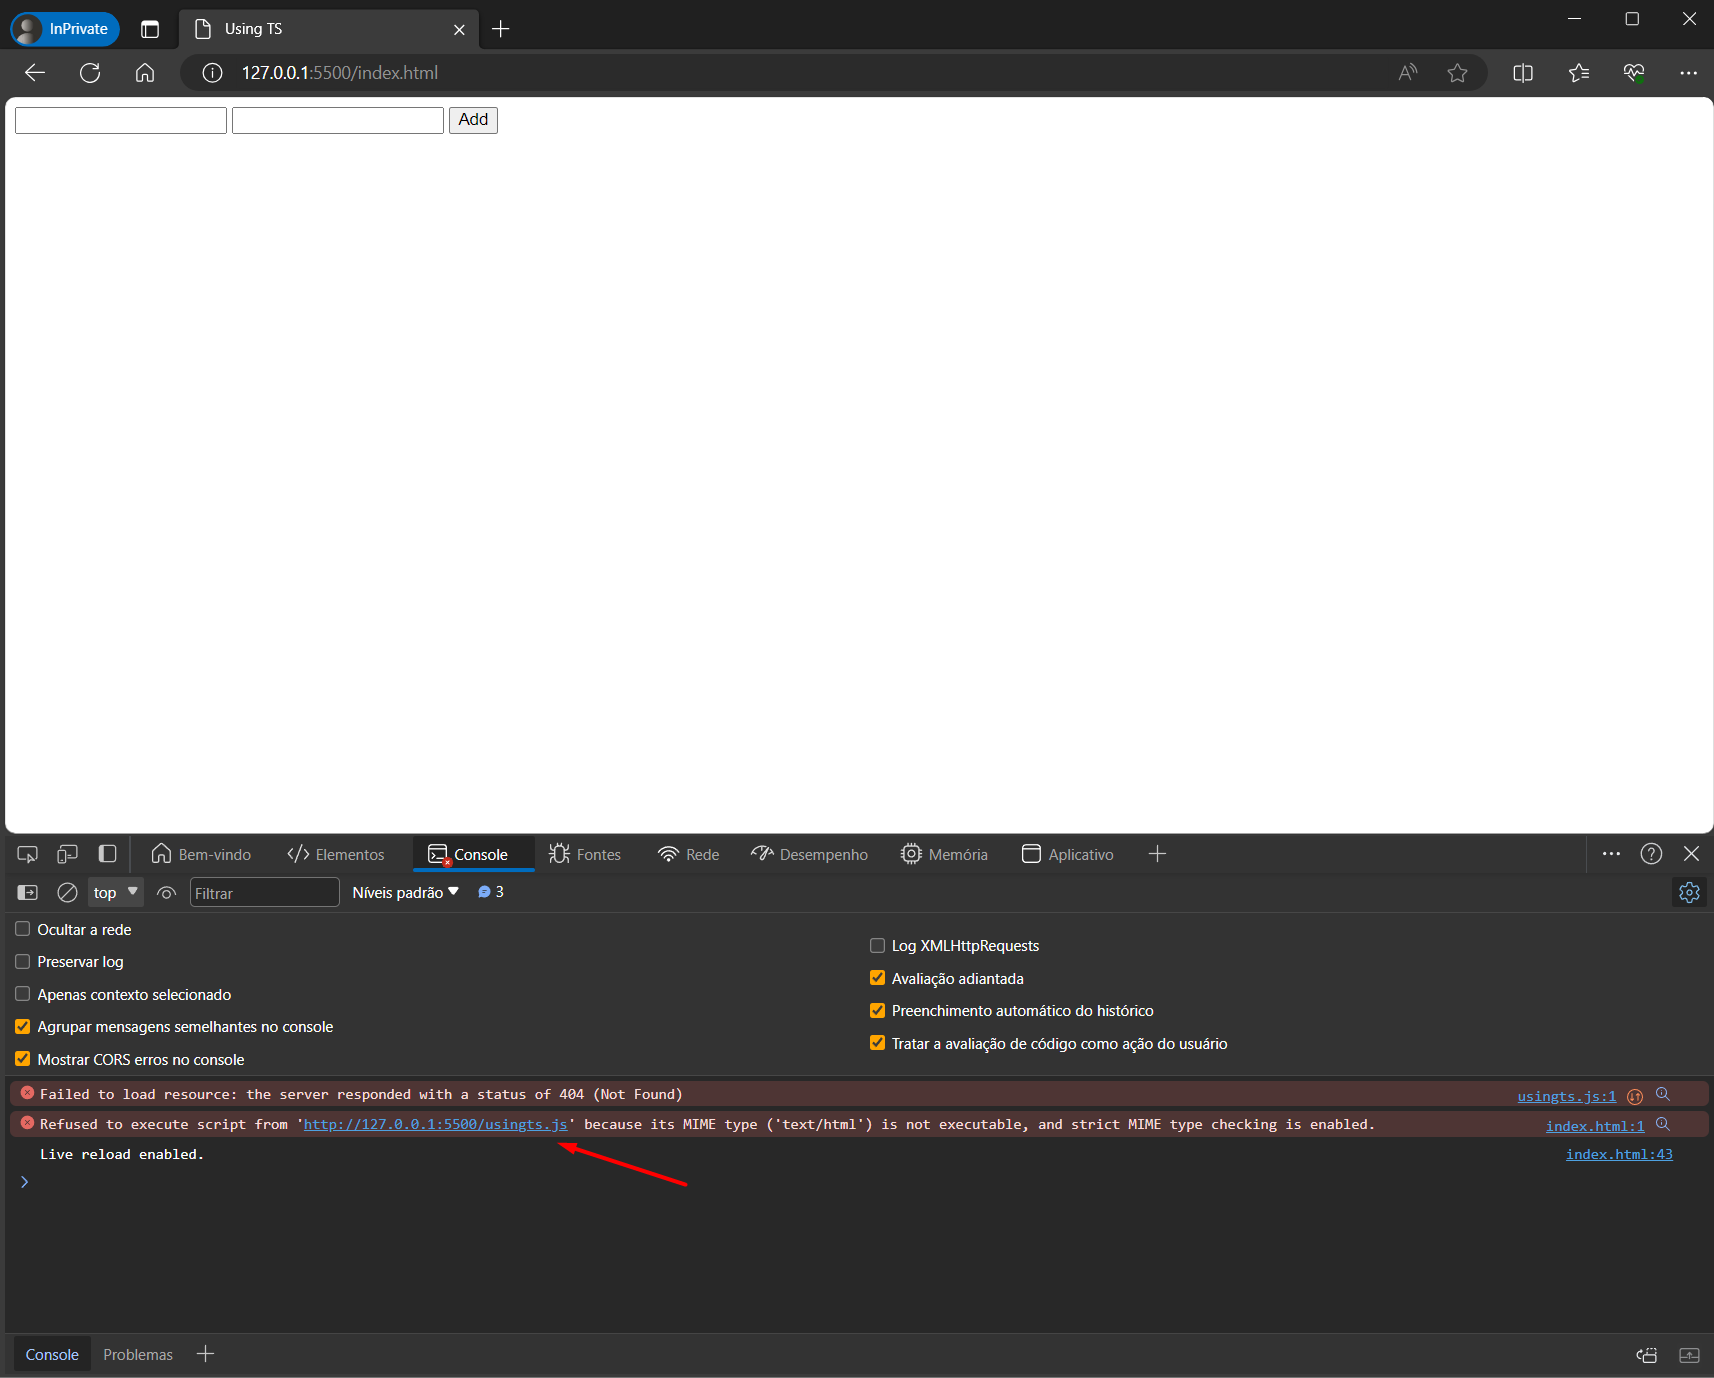 InPrivate
Using TS
127.0.0.1:5500/index.html
Add
Bem-vindo
Elementos
Console
Fontes
Rede
Desempenho
Memória
Aplicativo
top
Filtrar
Níveis padrão
3
Ocultar a rede
Preservar log
Apenas contexto selecionado
Agrupar mensagens semelhantes no console
Mostrar CORS erros no console
Log XMLHttpRequests
Avaliação adiantada
Preenchimento automático do histórico
Tratar a avaliação de código como ação do usuário
Failed to load resource: the server responded with a status of 404 (Not Found) usingts.js:1
Refused to execute script from 'http://127.0.0.1:5500/usingts.js' because its MIME type ('text/html') is not executable, and strict MIME type checking is enabled. index.html:1
Live reload enabled. index.html:43
Console
Problemas